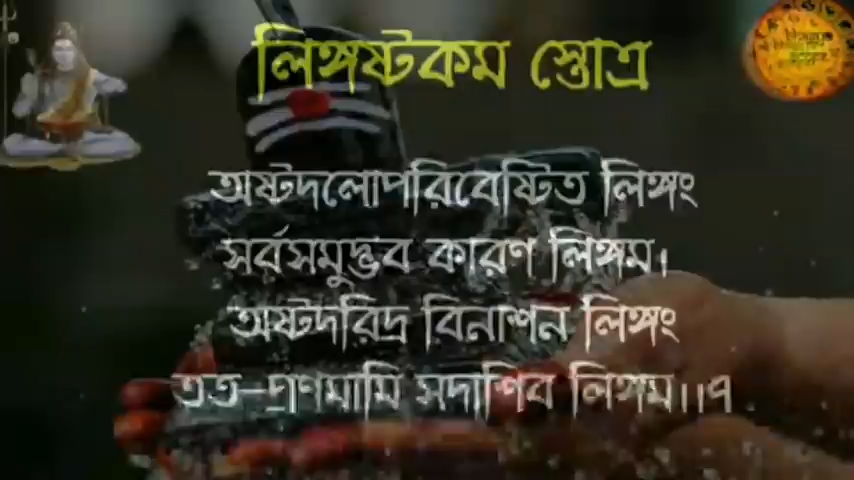 লিঙ্গষ্টকম স্তোত্র
অষ্টদলোপরিবেষ্টিত লিঙ্গং
সর্বসমুদ্ভব কারণ লিঙ্গম।
অষ্টদরিদ্র বিনাশন লিঙ্গং
তত-প্রণমামি সদাশিব লিঙ্গম।।৭